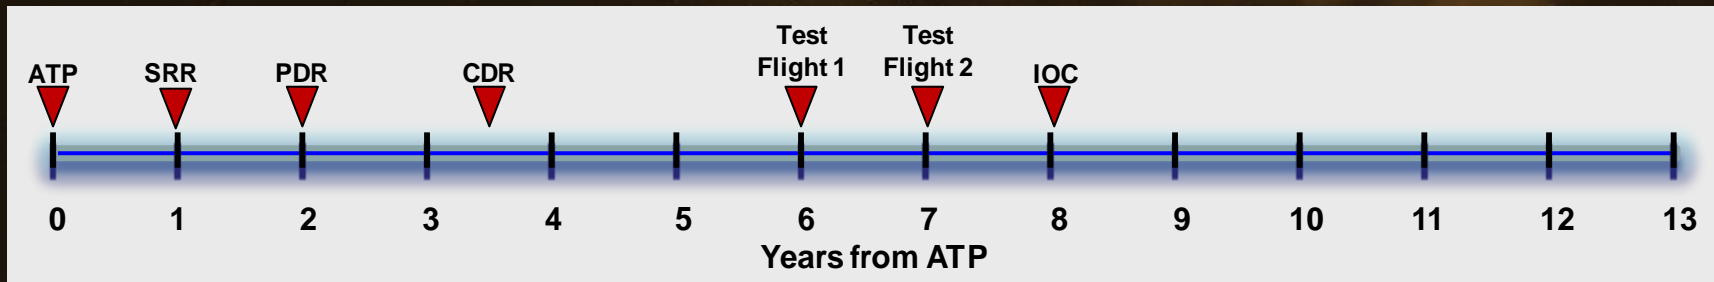 ATP
SRR
PDR
CDR
Test
Flight 1
Test
Flight 2
IOC
0 1 2 3 4 5 6 7 8 9 10 11 12 13
Years from ATP